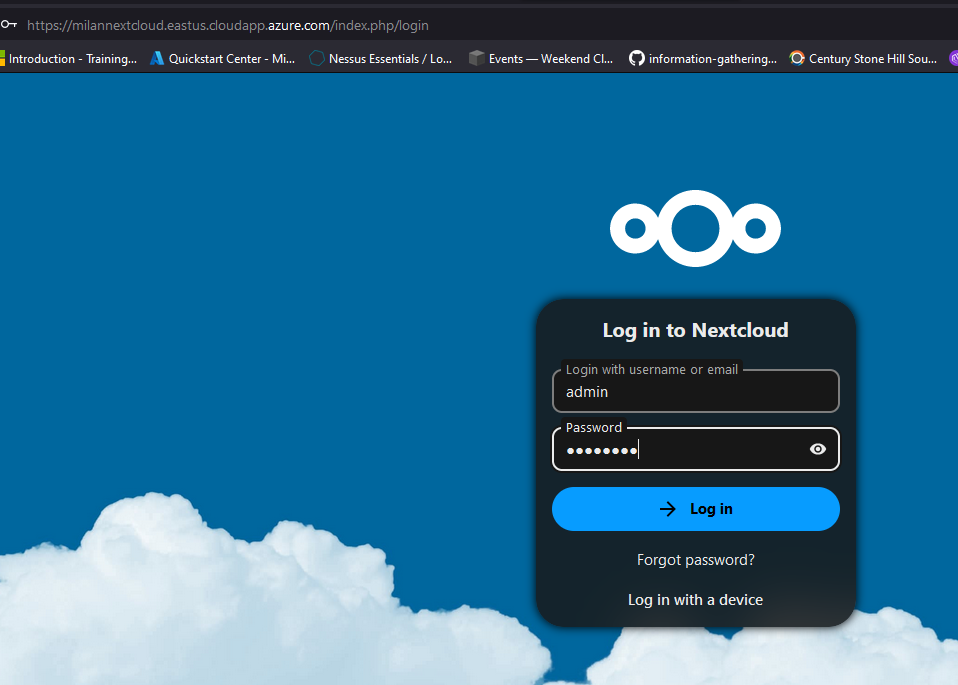 https://milannextcloud.eastus.cloudapp.azure.com/index.php/login
Introduction - Training... Quickstart Center - Mi... Nessus Essentials / Lo... Events — Weekend Cl... information-gathering... Century Stone Hill Sou...
Log in to Nextcloud
Login with username or email
admin
Password
••••••••
Log in
Forgot password?
Log in with a device